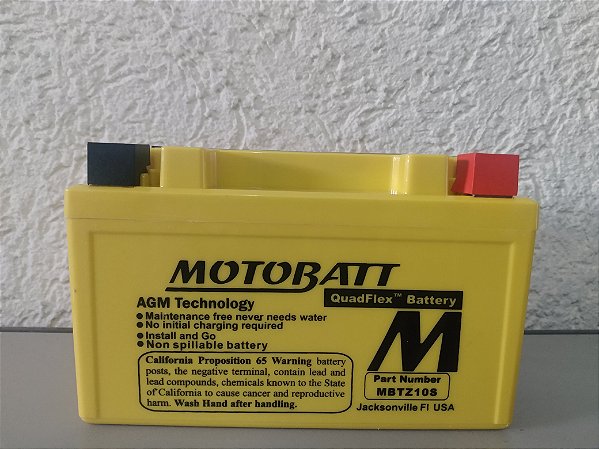 MOTOBATT
QuadFlex™ Battery
AGM Technology
• Maintenance free never needs water
• No initial charging required
• Install and Go
• Non spillable battery
California Proposition 65 Warning battery
posts, the negative terminal, contain lead and
lead compounds, chemicals known to the State
of California to cause cancer and reproductive
harm. Wash Hand after handling.
M
Part Number
MBTZ10S
Jacksonville Fl USA